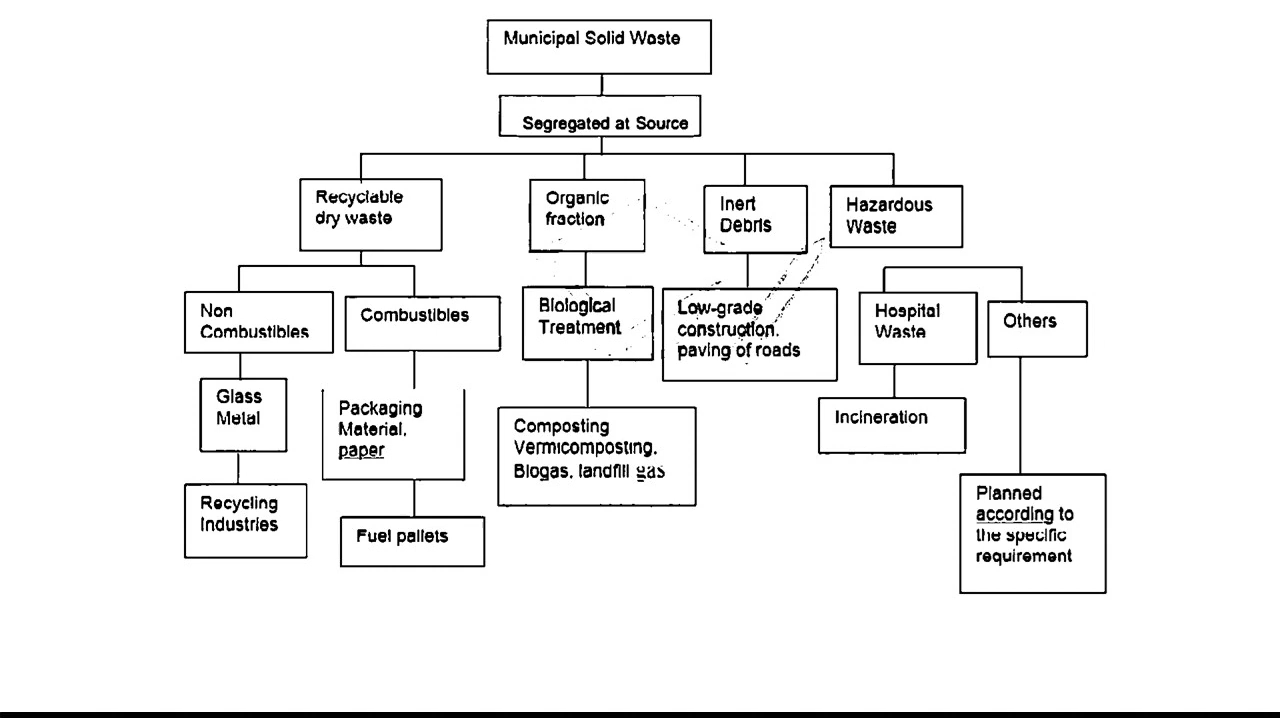 Municipal Solid Waste
Segregated at Source
Recyclable
dry waste
Organic
fraction
Inert
Debris
Hazardous
Waste
Non
Combustibles
Combustibles
Biological
Treatment
Low-grade
construction,
paving of roads
Hospital
Waste
Others
Glass
Metal
Packaging
Material,
paper
Composting
Vermicomposting,
Biogas, landfill gas
Incineration
Recycling
Industries
Fuel pallets
Planned
according to
the specific
requirement